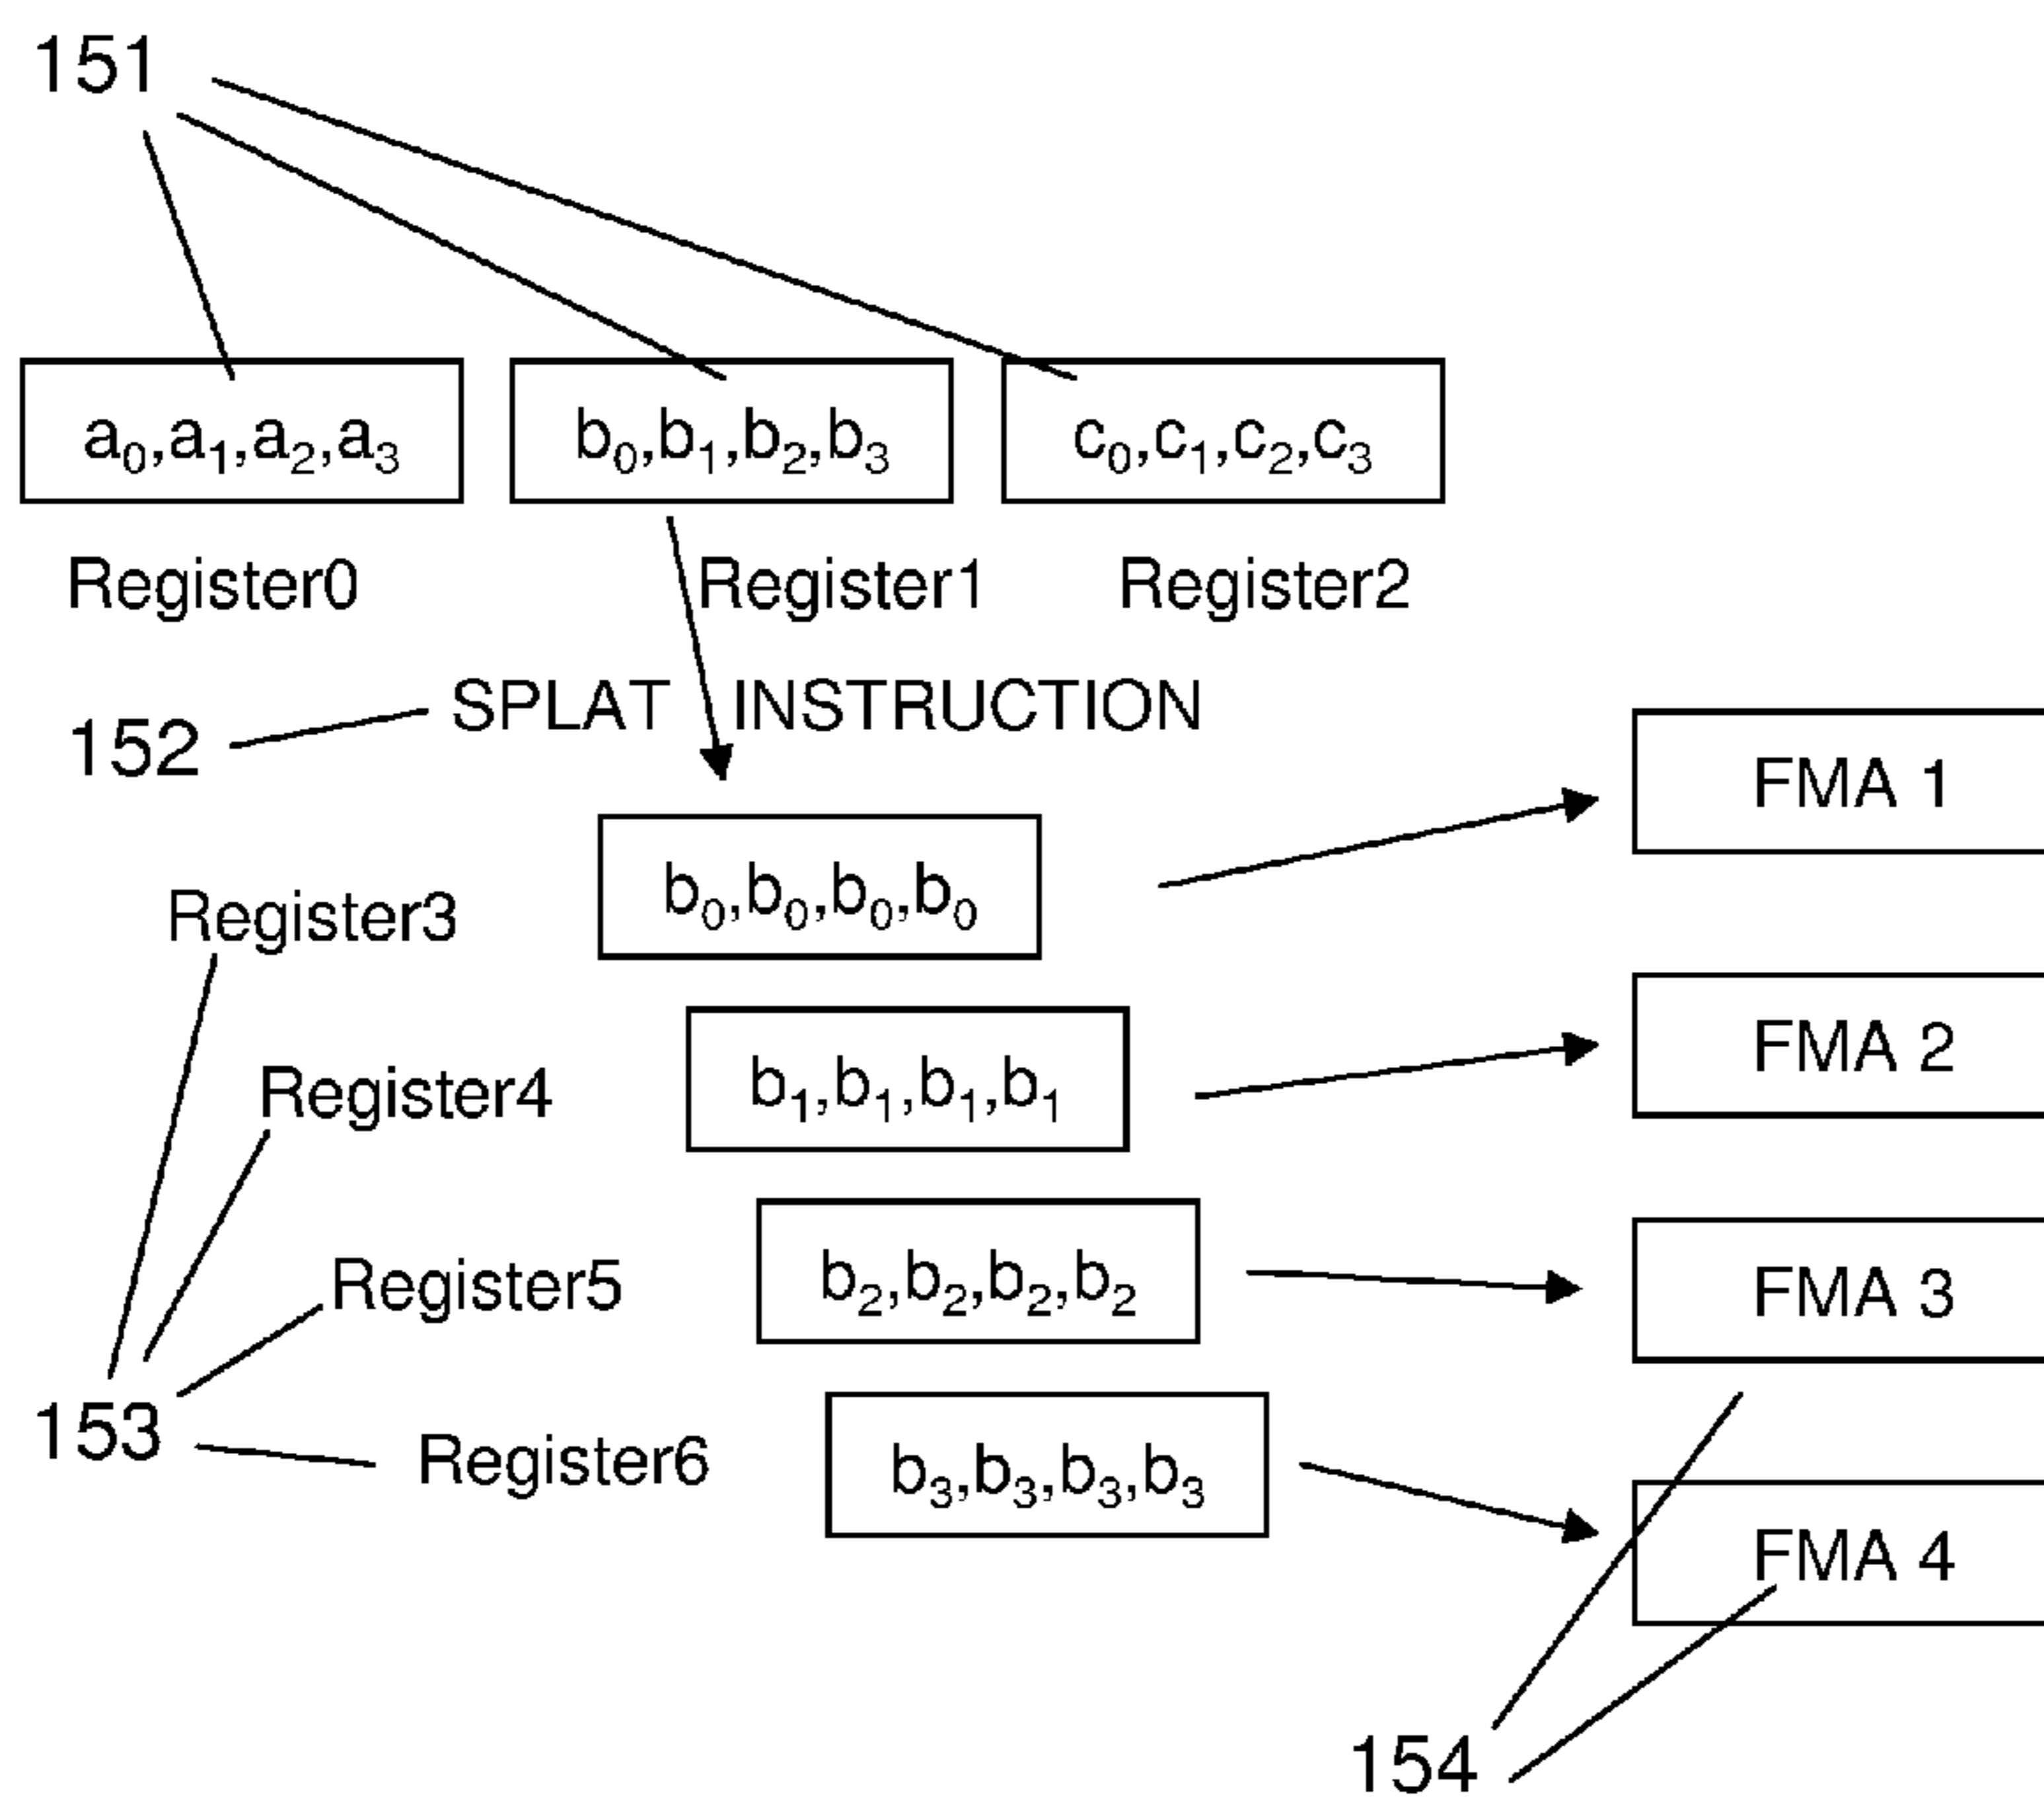 151
a₀,a₁,a₂,a₃ b₀,b₁,b₂,b₃ c₀,c₁,c₂,c₃
Register0 Register1 Register2
152 SPLAT INSTRUCTION
FMA 1
Register3 b₀,b₀,b₀,b₀
FMA 2
Register4 b₁,b₁,b₁,b₁
Register5 b₂,b₂,b₂,b₂ FMA 3
153 Register6 b₃,b₃,b₃,b₃
FMA 4
154